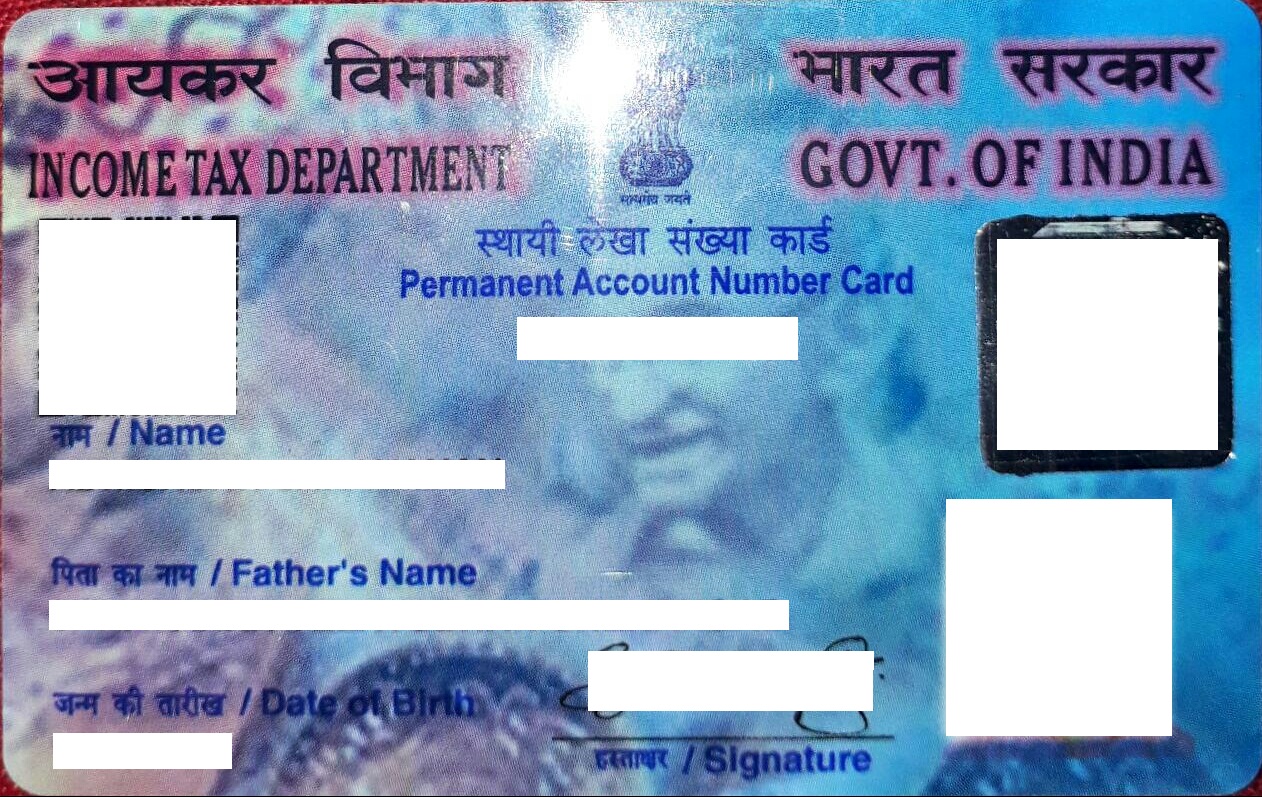 आयकर विभाग
INCOME TAX DEPARTMENT
भारत सरकार
GOVT. OF INDIA
सत्यमेव जयते
स्थायी लेखा संख्या कार्ड
Permanent Account Number Card
नाम / Name
पिता का नाम / Father's Name
जन्म की तारीख / Date of Birth
हस्ताक्षर / Signature